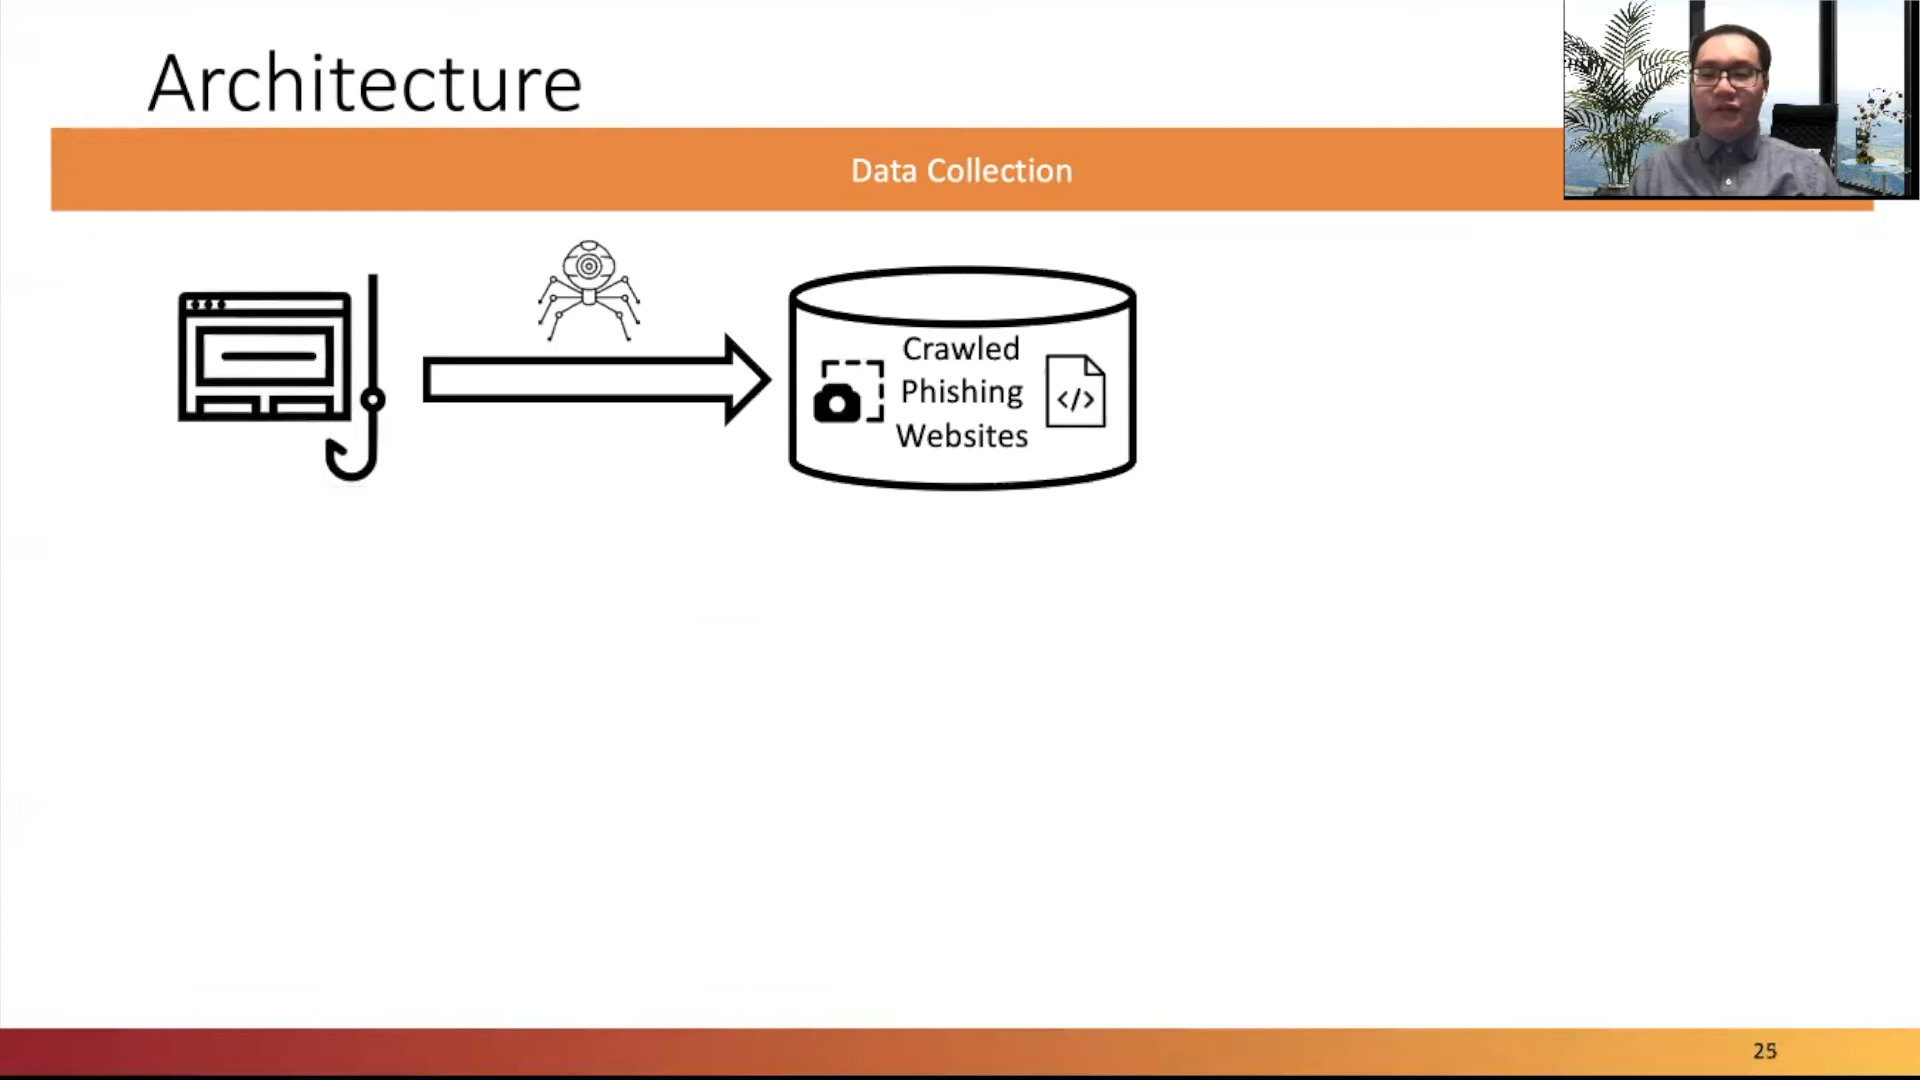 Architecture
Data Collection
Crawled
Phishing
Websites
</>
25